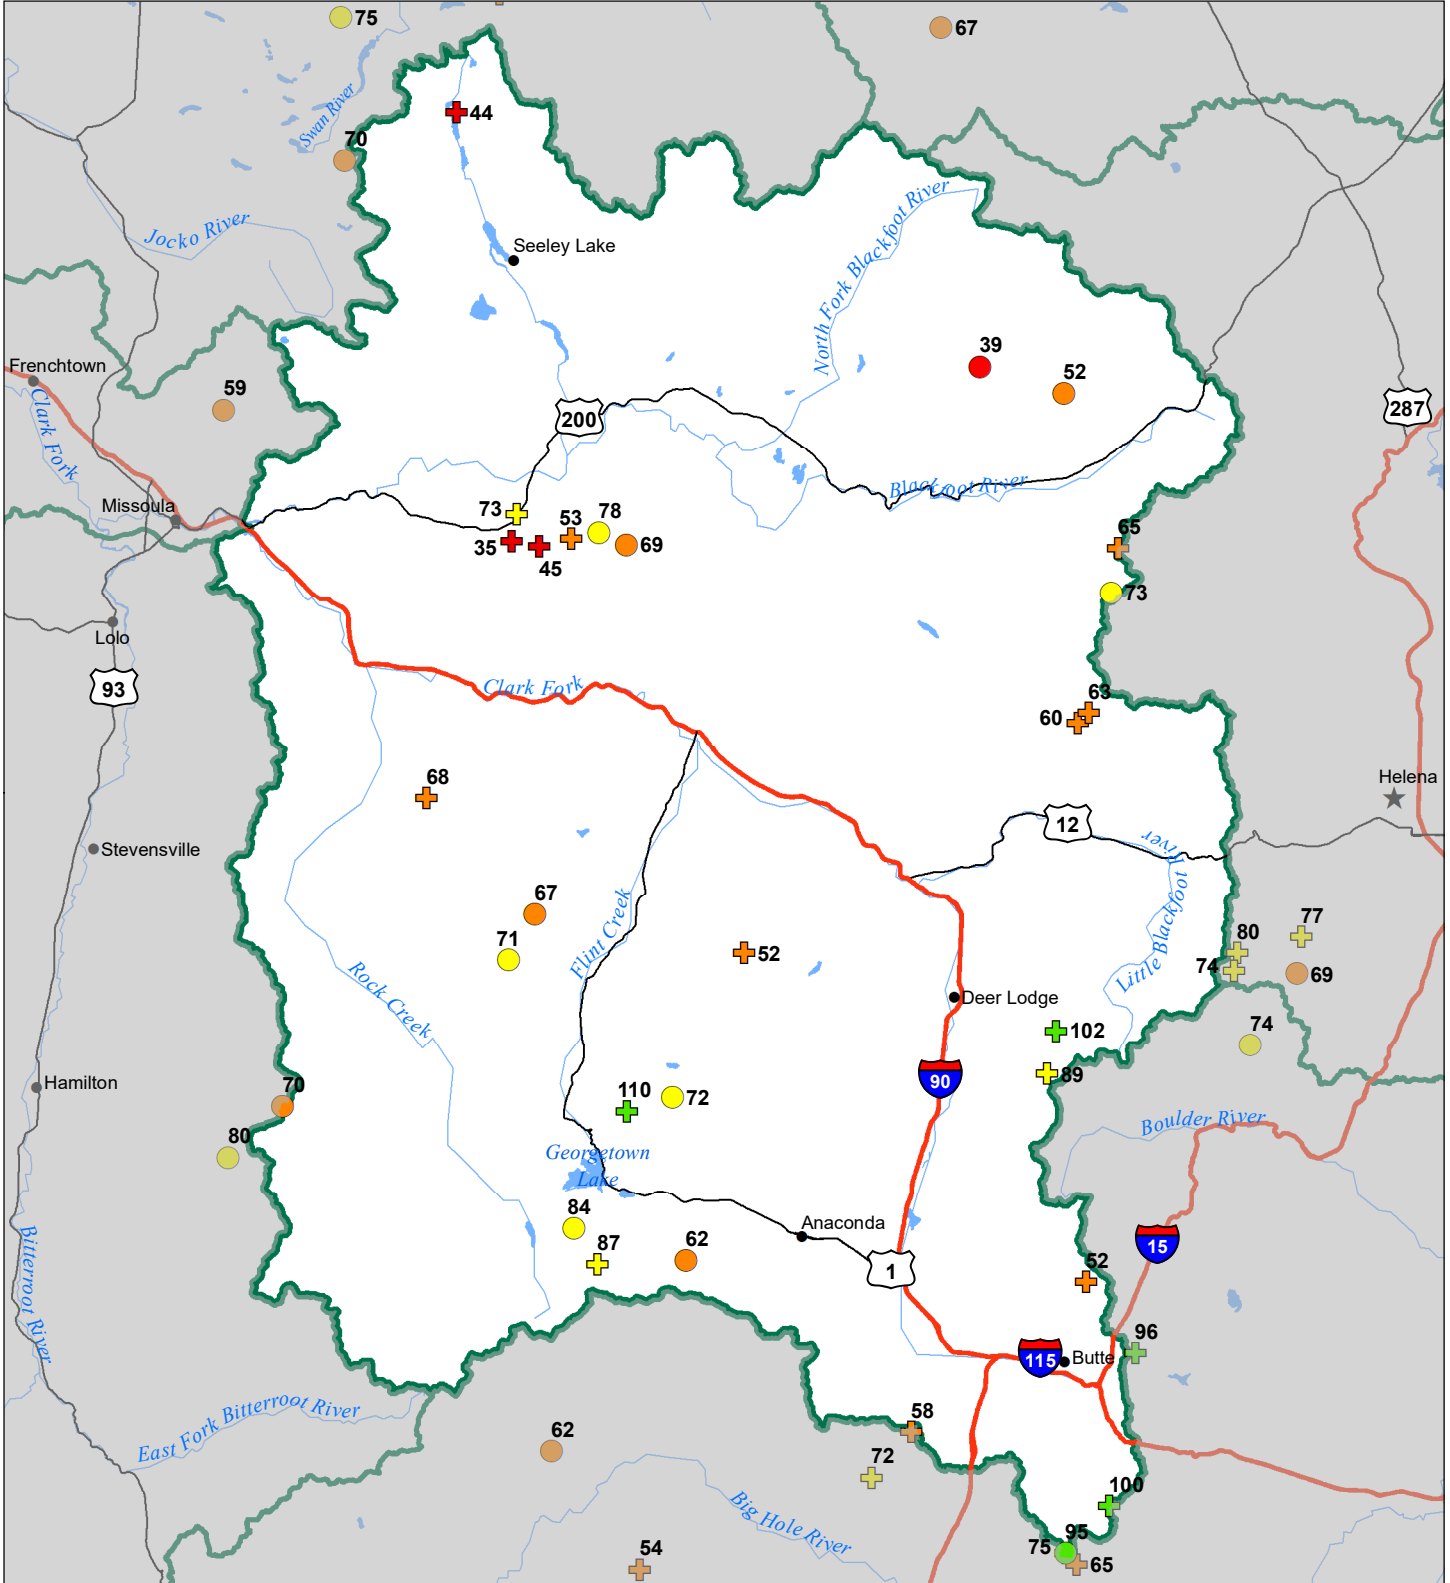 75
67
44
Swan River
70
Jocko River
North Fork Blackfoot River
Seeley Lake
39
52
Frenchtown
59
Clark Fork
200
287
Blackfoot River
Missoula
73
53
78
35
45
69
65
73
Lolo
93
Clark Fork
63
60
68
Helena
12
Stevensville
Little Blackfoot River
67
Flint Creek
71
52
80
77
74
69
Rock Creek
Deer Lodge
102
74
90
89
Hamilton
70
110
72
80
Boulder River
Georgetown
Lake
84
87
62
Anaconda
1
15
52
Bitterroot River
96
115
Butte
East Fork Bitterroot River
58
62
72
100
Big Hole River
95
75
65
54